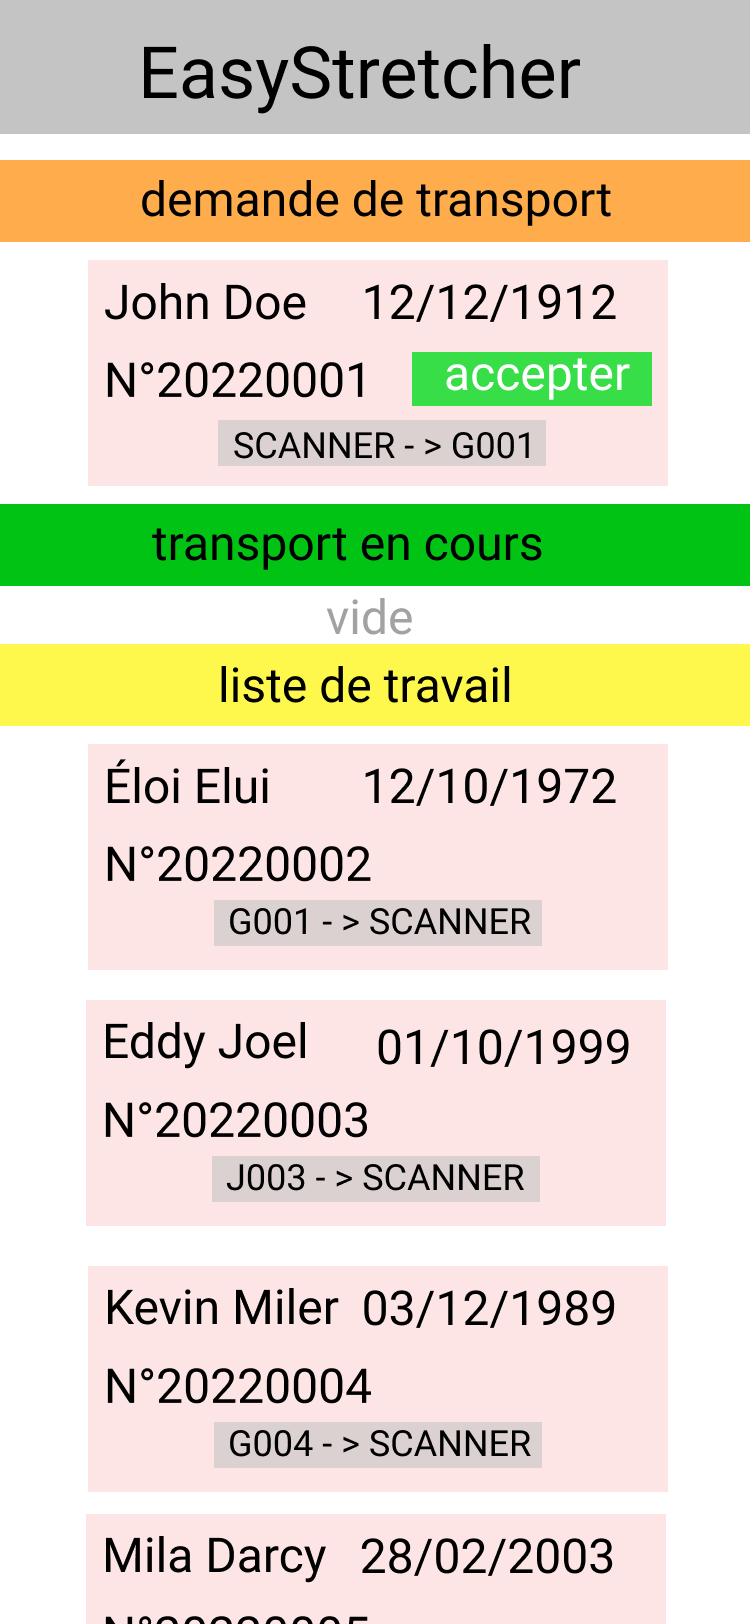 EasyStretcher
demande de transport
John Doe 12/12/1912
N°20220001 accepter
SCANNER - > G001
transport en cours
vide
liste de travail
Éloi Elui 12/10/1972
N°20220002
G001 - > SCANNER
Eddy Joel 01/10/1999
N°20220003
J003 - > SCANNER
Kevin Miler 03/12/1989
N°20220004
G004 - > SCANNER
Mila Darcy 28/02/2003